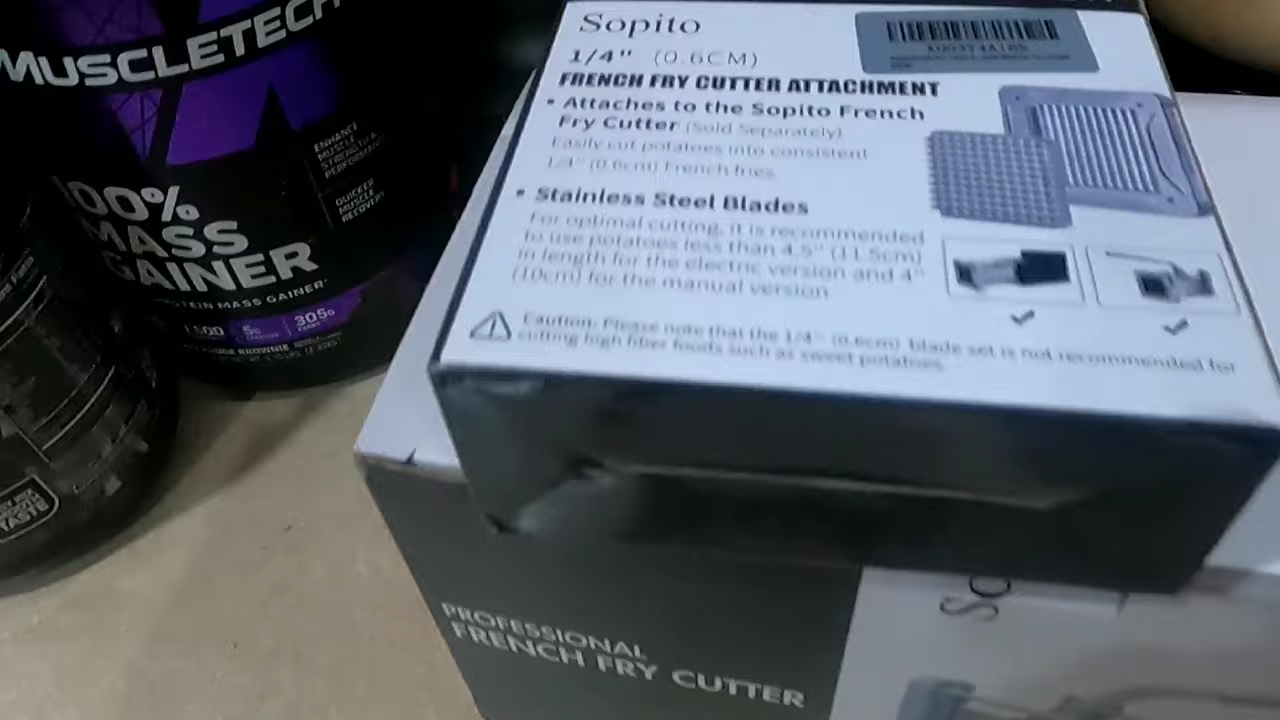 MUSCLETECH
ENHANCE
MUSCLE
STRENGTH &
PERFORMANCE
QUICKER
MUSCLE
RECOVERY
100%
MASS
GAINER
PROTEIN MASS GAINER
305g
BROWNIE
TASTE
Sopito
1/4" (0.6CM)
FRENCH FRY CUTTER ATTACHMENT
• Attaches to the Sopito French
Fry Cutter (Sold Separately)
Easily cut potatoes into consistent
1/4" (0.6cm) French fries.
• Stainless Steel Blades
For optimal cutting, it is recommended
to use potatoes less than 4.5" (11.5cm)
in length for the electric version and 4"
(10cm) for the manual version
Caution: Please note that the 1/4" (0.6cm) blade set is not recommended for
cutting high fiber foods such as sweet potatoes.
PROFESSIONAL
FRENCH FRY CUTTER